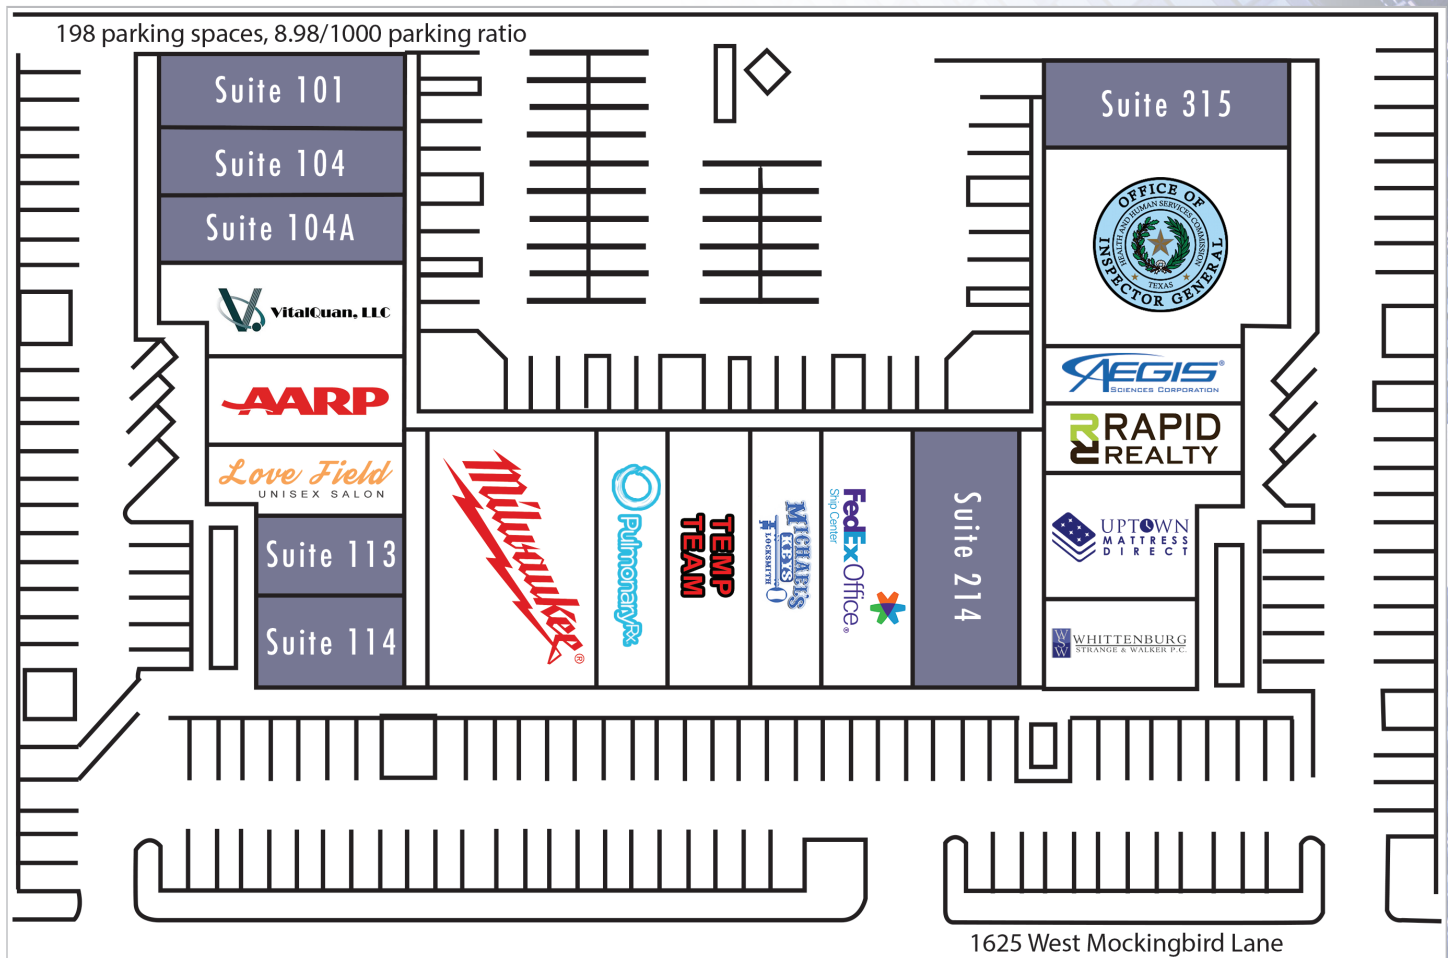 198 parking spaces, 8.98/1000 parking ratio
Suite 101
Suite 104
Suite 104A
VitalQuan, LLC
AARP
Love Field
UNISEX SALON
Suite 113
Suite 114
Milwaukee
®
PulmonaryRx
TEMP
TEAM
MICHAEL'S
KEYS
LOCKSMITH
FedEx Office®
Ship Center
Suite 214
Suite 315
OFFICE OF
INSPECTOR GENERAL
HEALTH AND HUMAN SERVICES COMMISSION
TEXAS
AEGIS®
SCIENCES CORPORATION
RAPID
REALTY
UPTOWN
MATTRESS
DIRECT
WSW
WHITTENBURG
STRANGE & WALKER P.C.
1625 West Mockingbird Lane